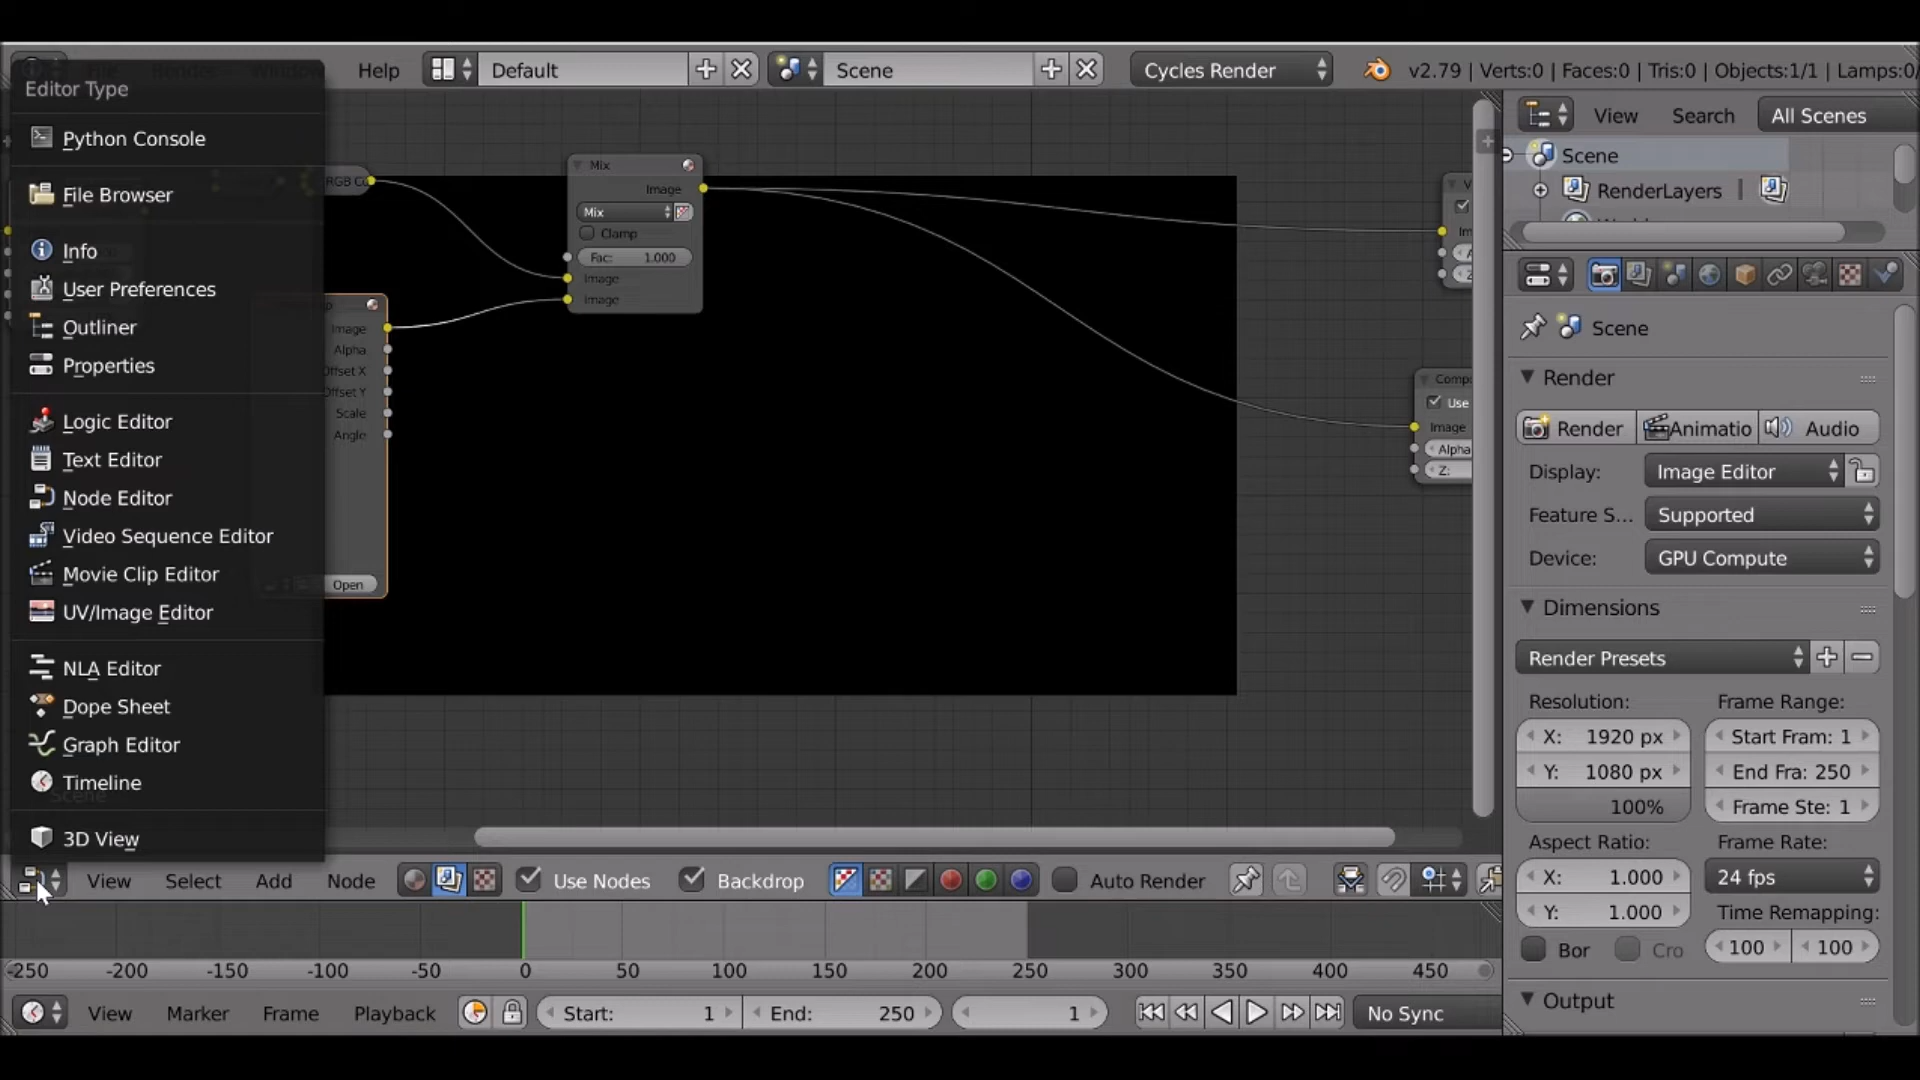 Help
Default
Scene
Cycles Render
v2.79 | Verts:0 | Faces:0 | Tris:0 | Objects:1/1 | Lamps:0/
Editor Type
Python Console
File Browser
Info
User Preferences
Outliner
Properties
Logic Editor
Text Editor
Node Editor
Video Sequence Editor
Movie Clip Editor
UV/Image Editor
NLA Editor
Dope Sheet
Graph Editor
Timeline
3D View
RGB Co
Image
Alpha
Offset X
Offset Y
Scale
Angle
Open
Mix
Image
Mix
Clamp
Fac: 1.000
Image
Image
V
Im
A
Z
Comp
Use
Image
Alpha
Z:
View Search All Scenes
Scene
RenderLayers
Scene
Render
Render Animatio Audio
Display: Image Editor
Feature S... Supported
Device: GPU Compute
Dimensions
Render Presets
Resolution: Frame Range:
X: 1920 px Start Fram: 1
Y: 1080 px End Fra: 250
100% Frame Ste: 1
Aspect Ratio: Frame Rate:
X: 1.000 24 fps
Y: 1.000 Time Remapping:
Bor Cro 100 100
Output
View Select Add Node Use Nodes Backdrop Auto Render
-250 -200 -150 -100 -50 0 50 100 150 200 250 300 350 400 450
View Marker Frame Playback Start: 1 End: 250 1 No Sync